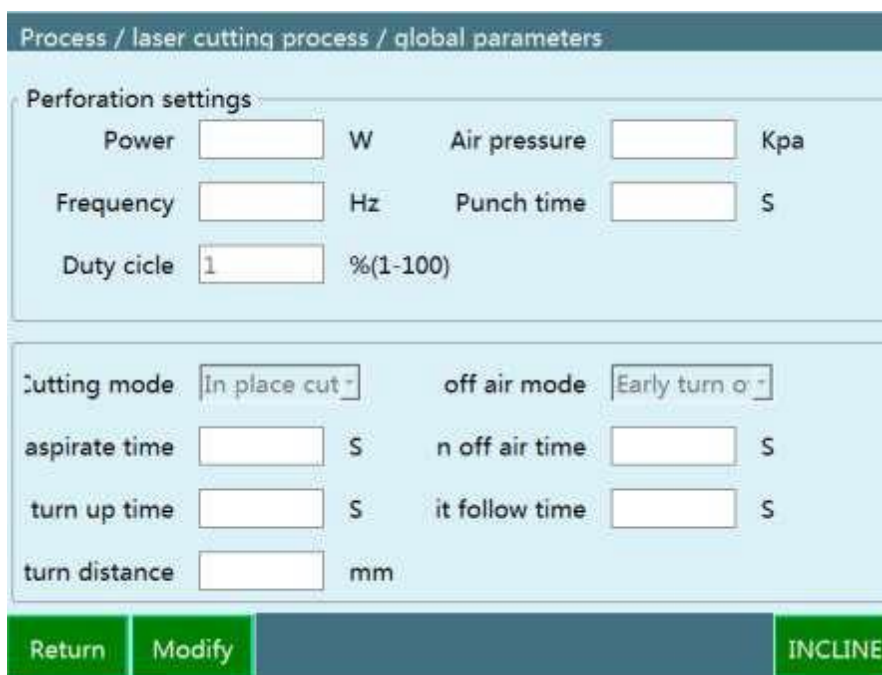 Process / laser cutting process / global parameters
Perforation settings
Power W Air pressure Kpa
Frequency Hz Punch time S
Duty cicle 1 %(1-100)
Cutting mode In place cut off air mode Early turn o
aspirate time S n off air time S
turn up time S it follow time S
turn distance mm
Return Modify INCLINE